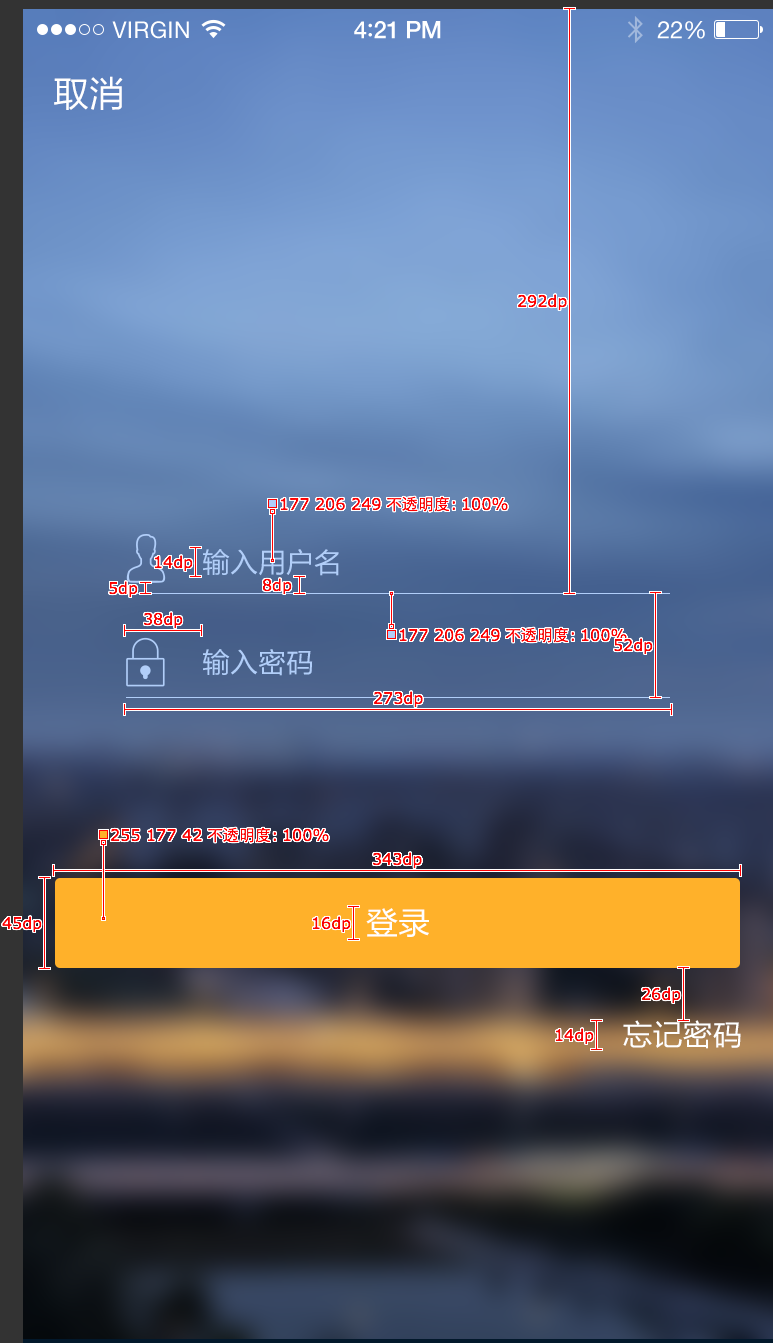 VIRGIN 4:21 PM 22%
取消
292dp
177 206 249 不透明度: 100%
14dp 输入用户名
5dp 8dp
38dp
177 206 249 不透明度: 100%
52dp
输入密码
273dp
255 177 42 不透明度: 100%
343dp
45dp 16dp 登录
26dp
14dp 忘记密码